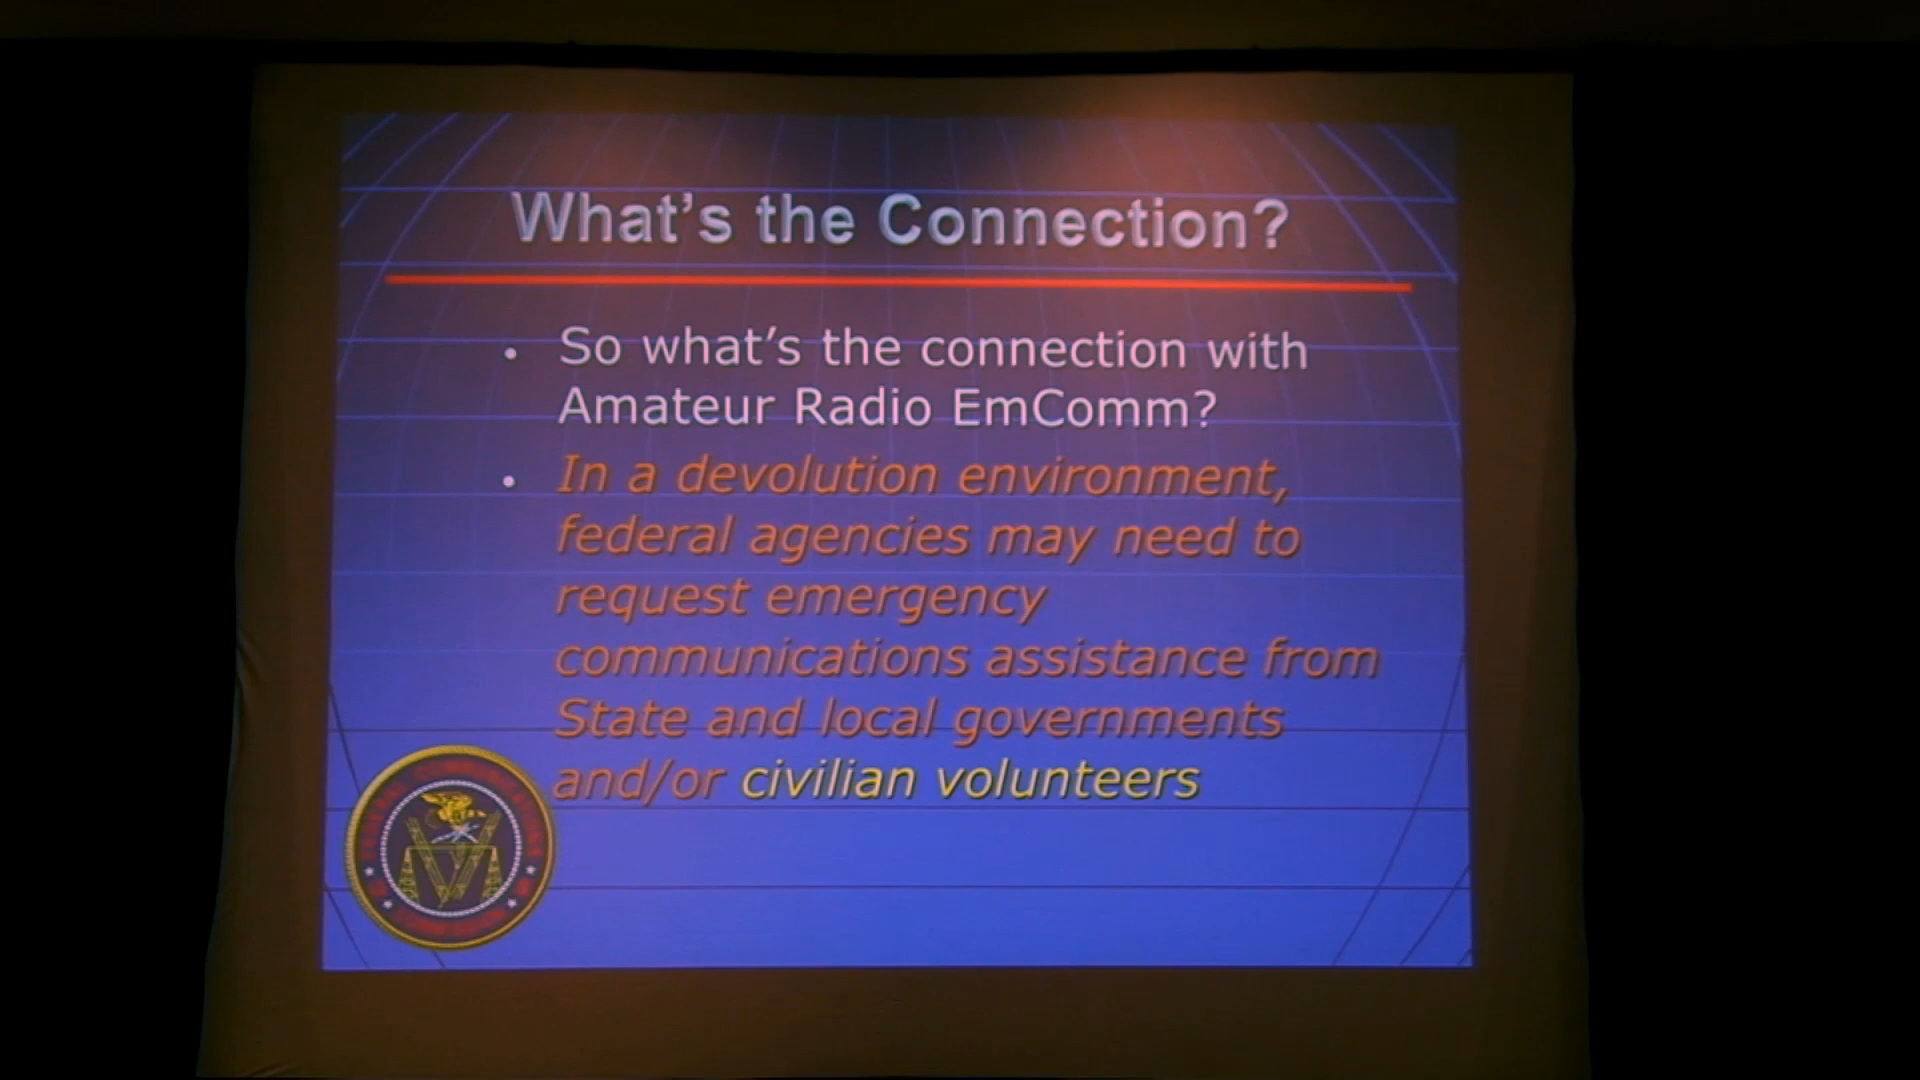 What's the Connection?
• So what's the connection with
Amateur Radio EmComm?
• In a devolution environment,
federal agencies may need to
request emergency
communications assistance from
State and local governments
and/or civilian volunteers